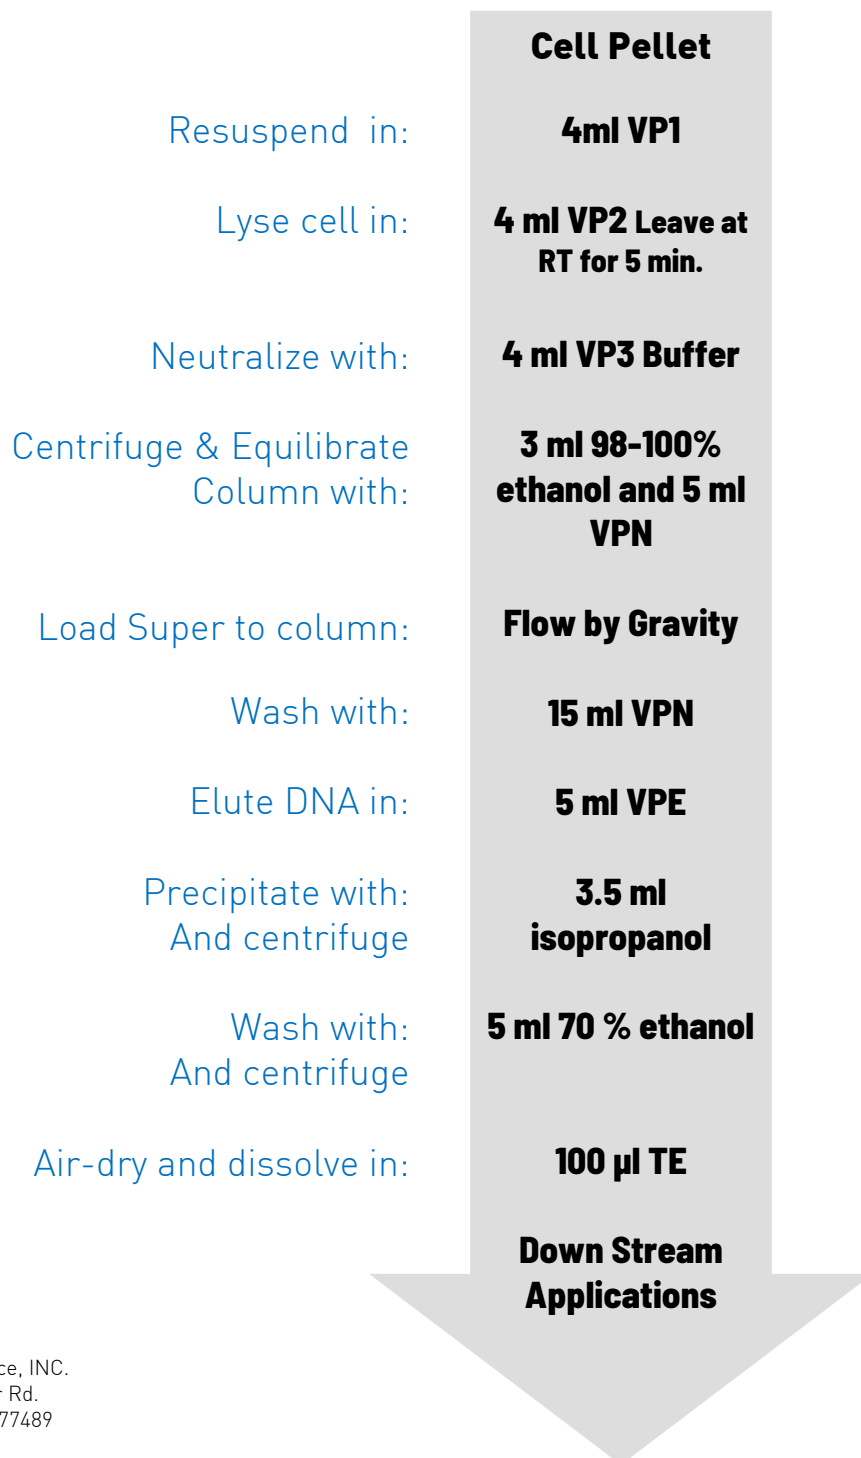 Cell Pellet
Resuspend in: 4ml VP1
Lyse cell in: 4 ml VP2 Leave at
RT for 5 min.
Neutralize with: 4 ml VP3 Buffer
Centrifuge & Equilibrate
Column with:
3 ml 98-100%
ethanol and 5 ml
VPN
Load Super to column: Flow by Gravity
Wash with: 15 ml VPN
Elute DNA in: 5 ml VPE
Precipitate with:
And centrifuge
3.5 ml
isopropanol
Wash with:
And centrifuge
5 ml 70 % ethanol
Air-dry and dissolve in: 100 µl TE
Down Stream
Applications
INC.
Rd.
77489